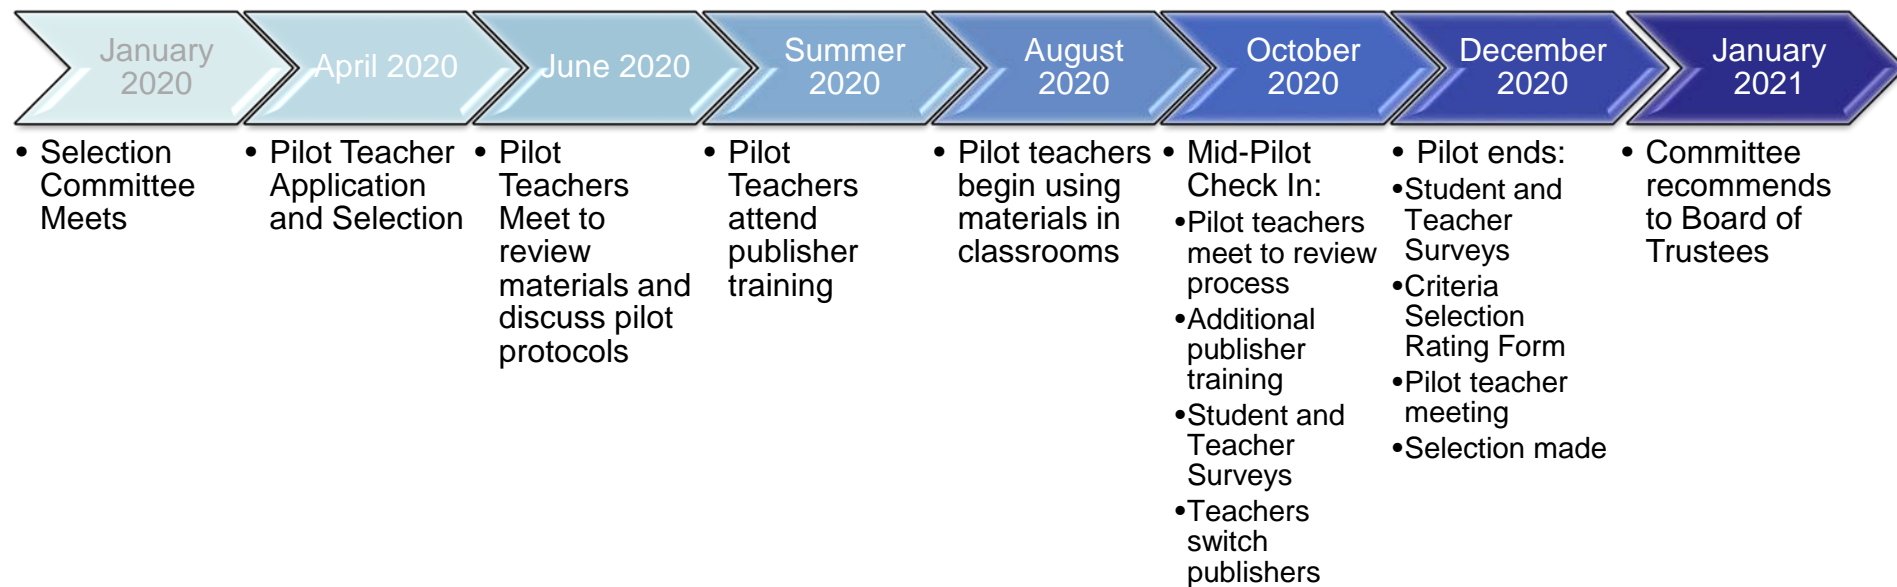 January
2020
April 2020
June 2020
Summer
2020
August
2020
October
2020
December
2020
January
2021
• Selection
Committee
Meets
• Pilot Teacher
Application
and Selection
• Pilot
Teachers
Meet to
review
materials and
discuss pilot
protocols
• Pilot
Teachers
attend
publisher
training
• Pilot teachers
begin using
materials in
classrooms
• Mid-Pilot
Check In:
•Pilot teachers
meet to review
process
•Additional
publisher
training
•Student and
Teacher
Surveys
•Teachers
switch
publishers
• Pilot ends:
•Student and
Teacher
Surveys
•Criteria
Selection
Rating Form
•Pilot teacher
meeting
•Selection made
• Committee
recommends
to Board of
Trustees